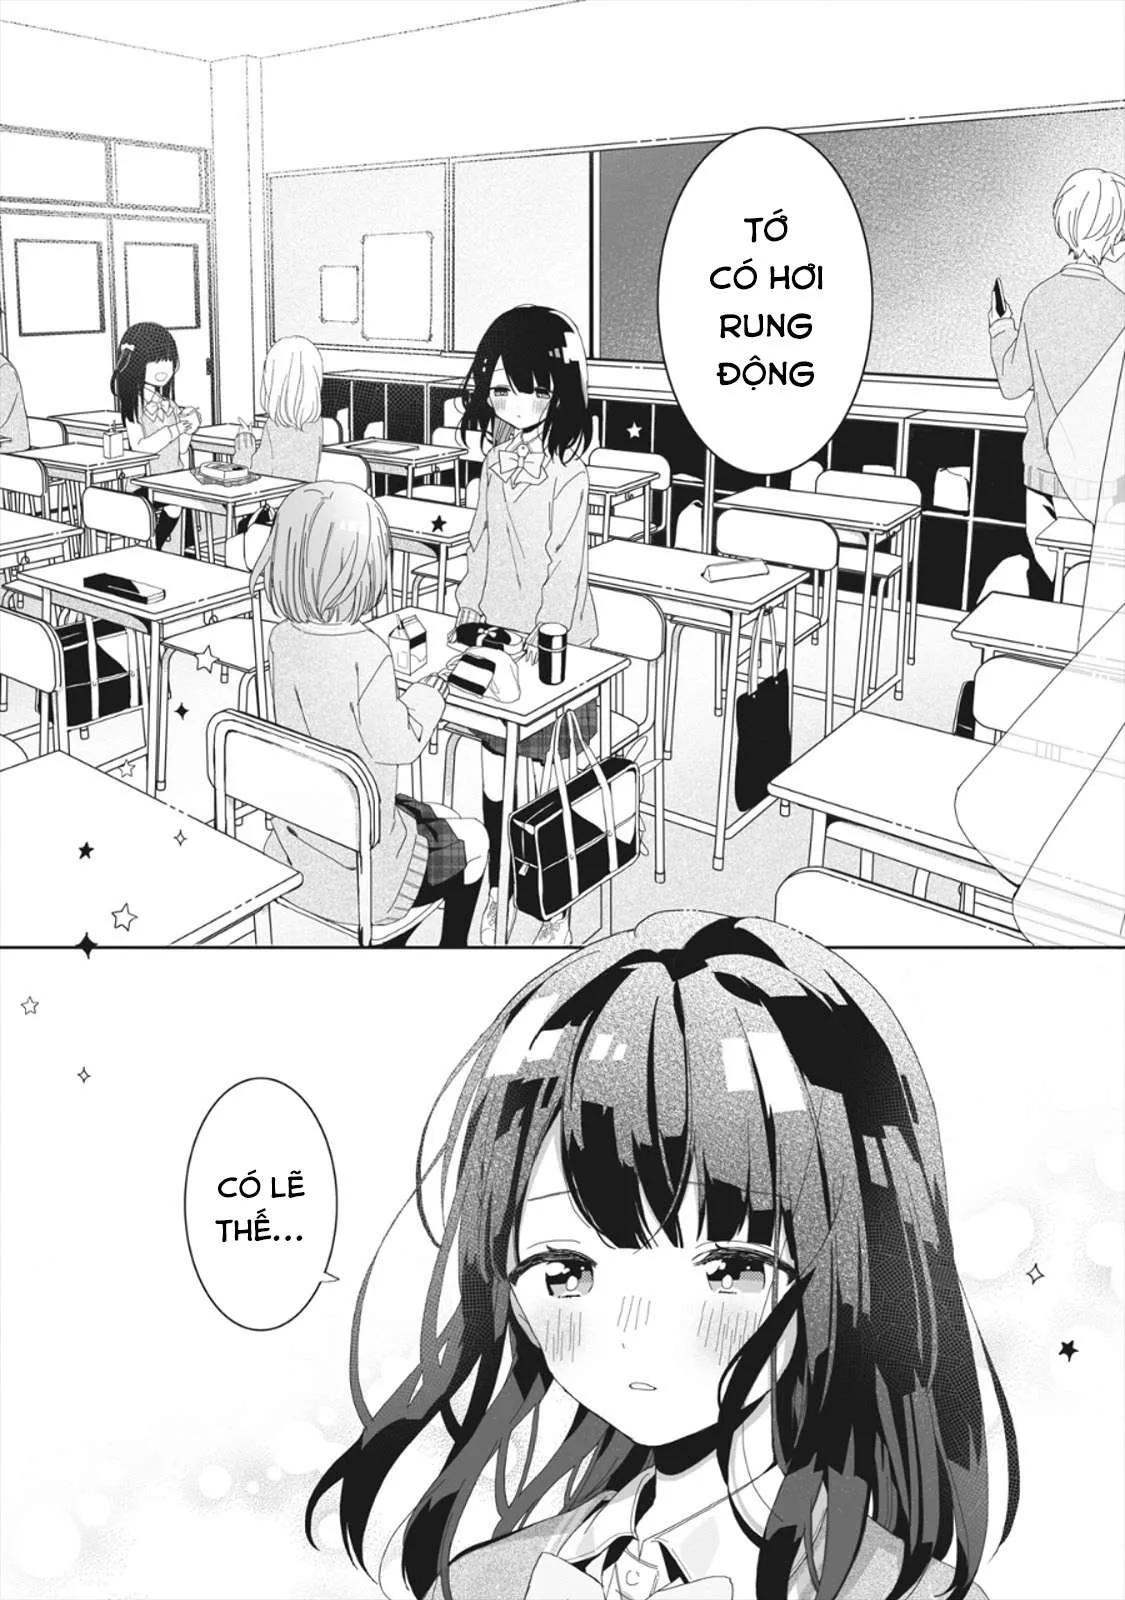 TỚ
CÓ HƠI
RUNG
ĐỘNG
CÓ LẼ
THẾ...